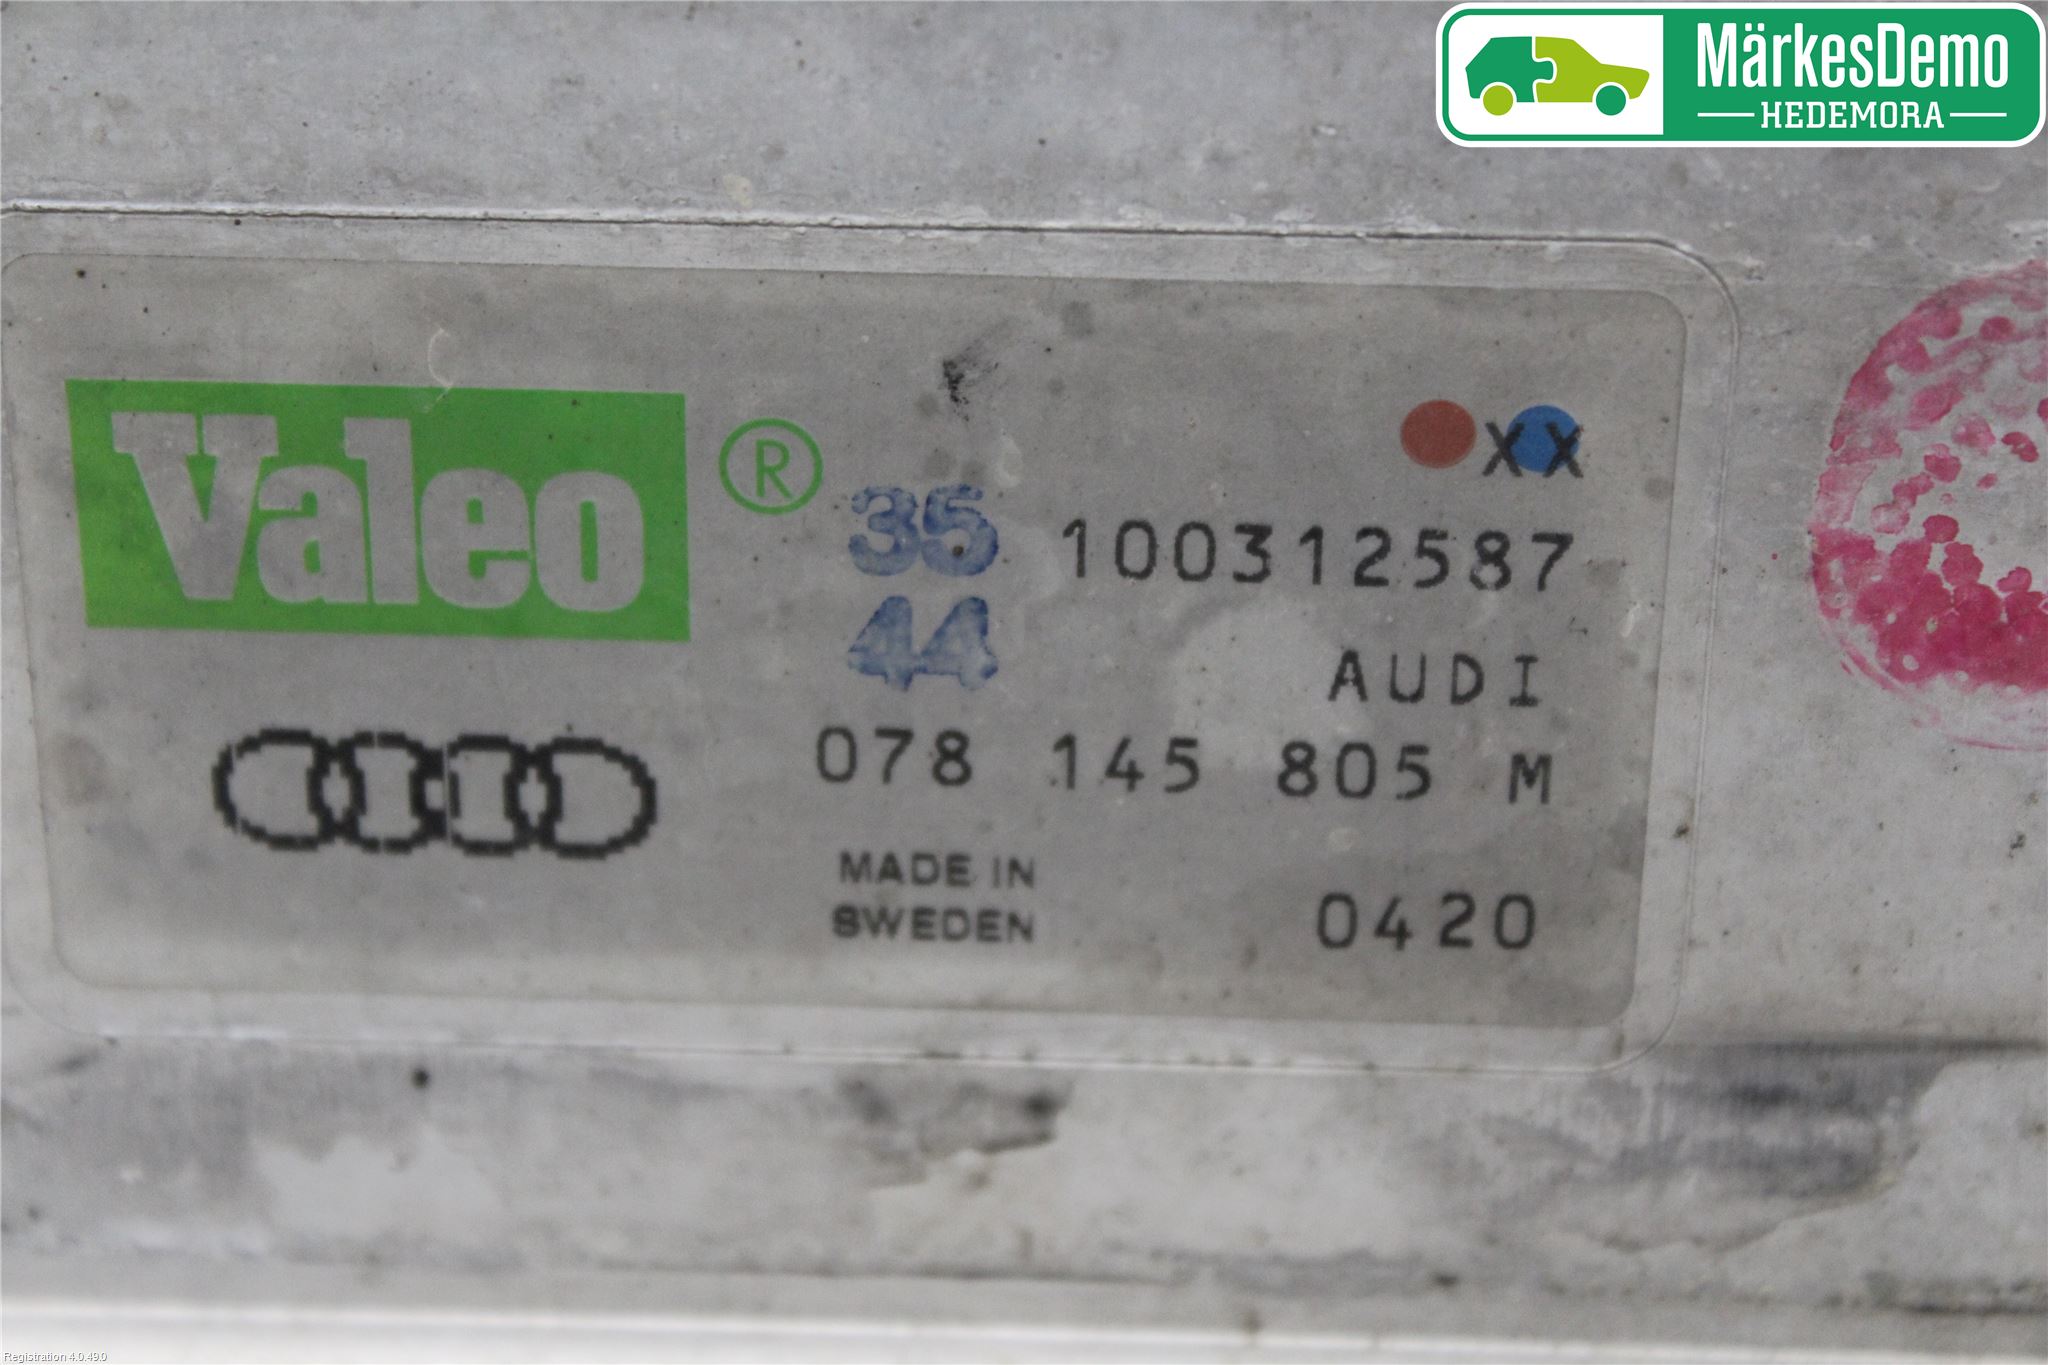 MärkesDemo
HEDEMORA
Valeo ®
XX
35
44
100312587
AUDI
078 145 805 M
MADE IN
SWEDEN
0420
Registration 4.0.49.0